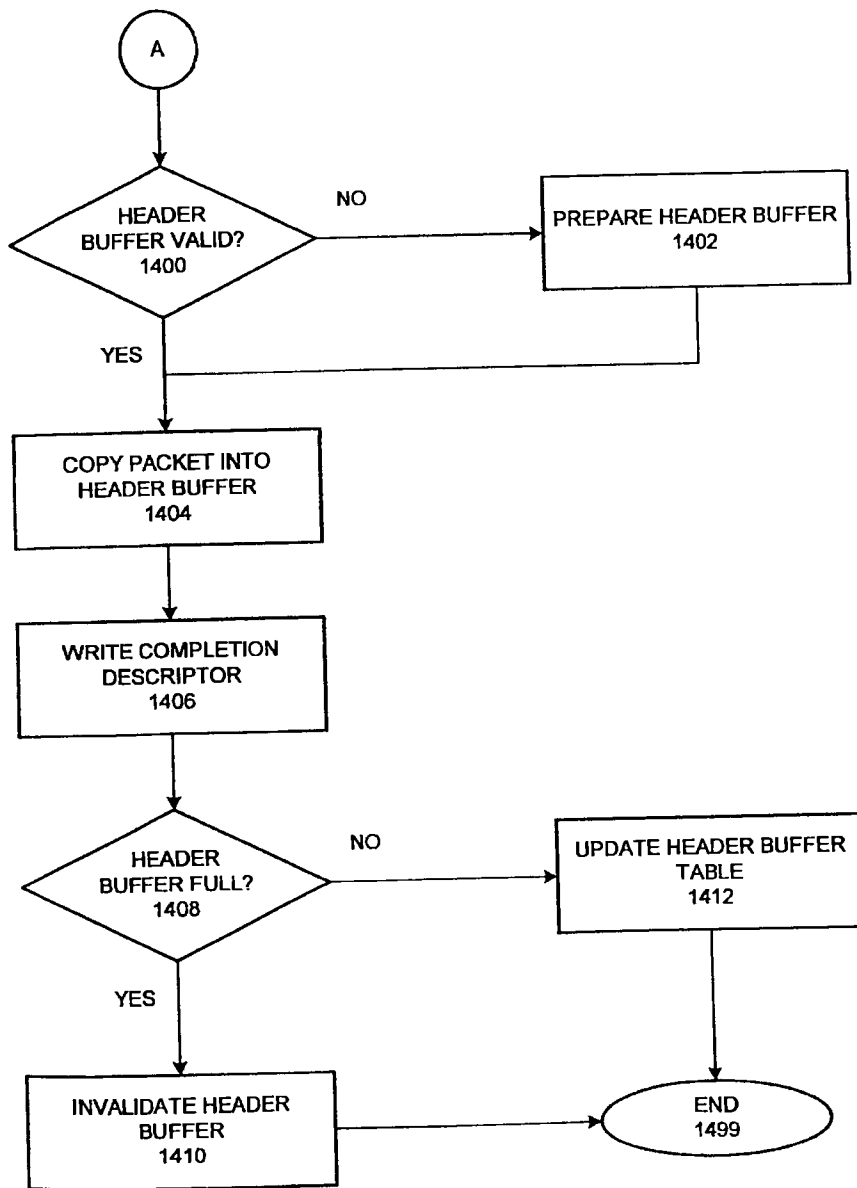 A
HEADER
BUFFER VALID?
1400
NO
PREPARE HEADER BUFFER
1402
YES
COPY PACKET INTO
HEADER BUFFER
1404
WRITE COMPLETION
DESCRIPTOR
1406
HEADER
BUFFER FULL?
1408
NO
UPDATE HEADER BUFFER
TABLE
1412
YES
INVALIDATE HEADER
BUFFER
1410
END
1499